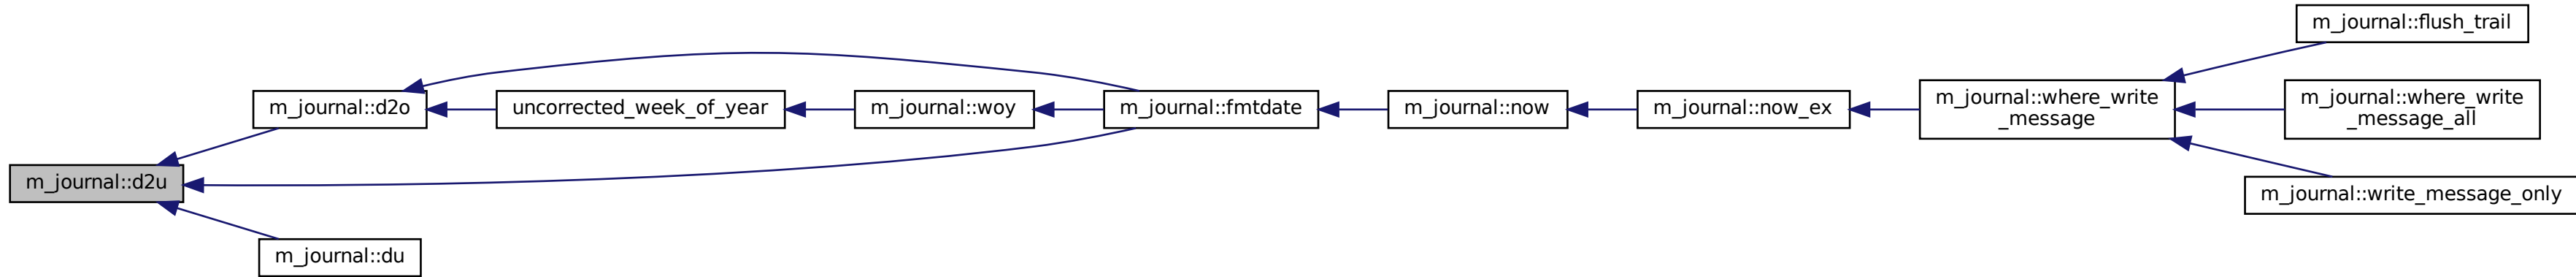 m_journal::flush_trail
m_journal::d2o
uncorrected_week_of_year
m_journal::woy
m_journal::fmtdate
m_journal::now
m_journal::now_ex
m_journal::where_write
_message
m_journal::where_write
_message_all
m_journal::d2u
m_journal::write_message_only
m_journal::du